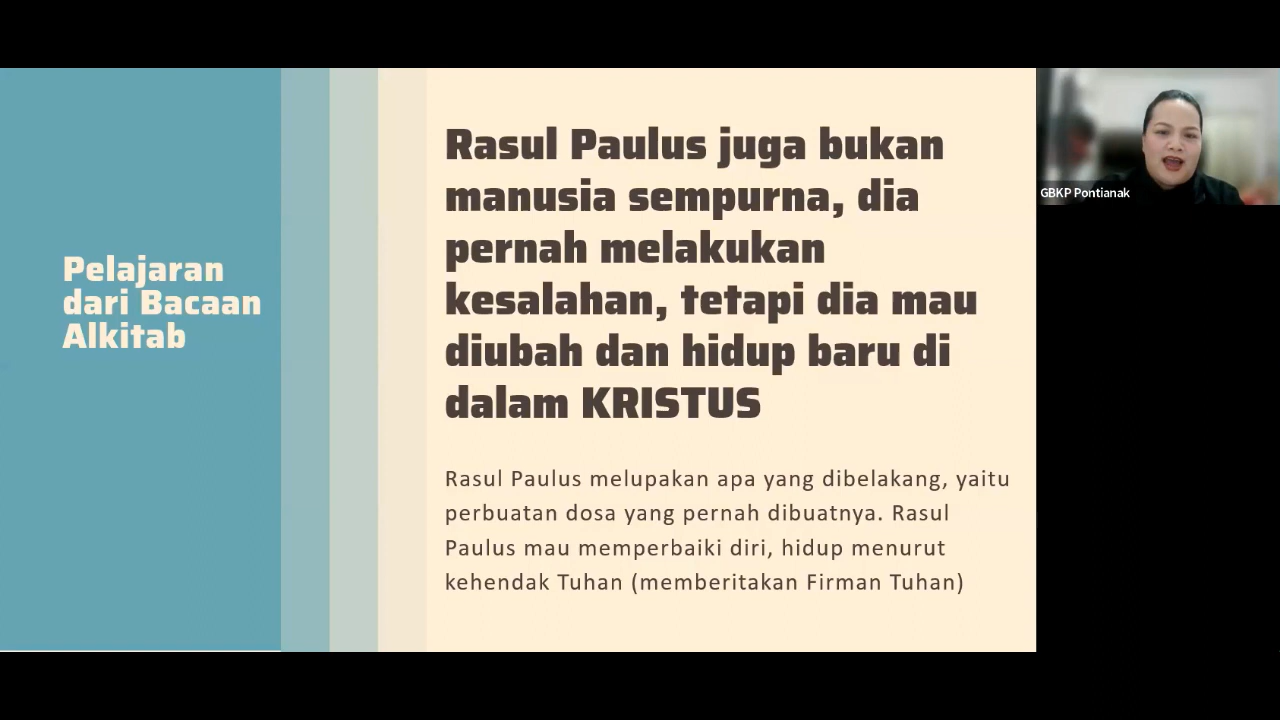 Pelajaran
dari Bacaan
Alkitab
Rasul Paulus juga bukan
manusia sempurna, dia
pernah melakukan
kesalahan, tetapi dia mau
diubah dan hidup baru di
dalam KRISTUS
Rasul Paulus melupakan apa yang dibelakang, yaitu
perbuatan dosa yang pernah dibuatnya. Rasul
Paulus mau memperbaiki diri, hidup menurut
kehendak Tuhan (memberitakan Firman Tuhan)
GBKP Pontianak